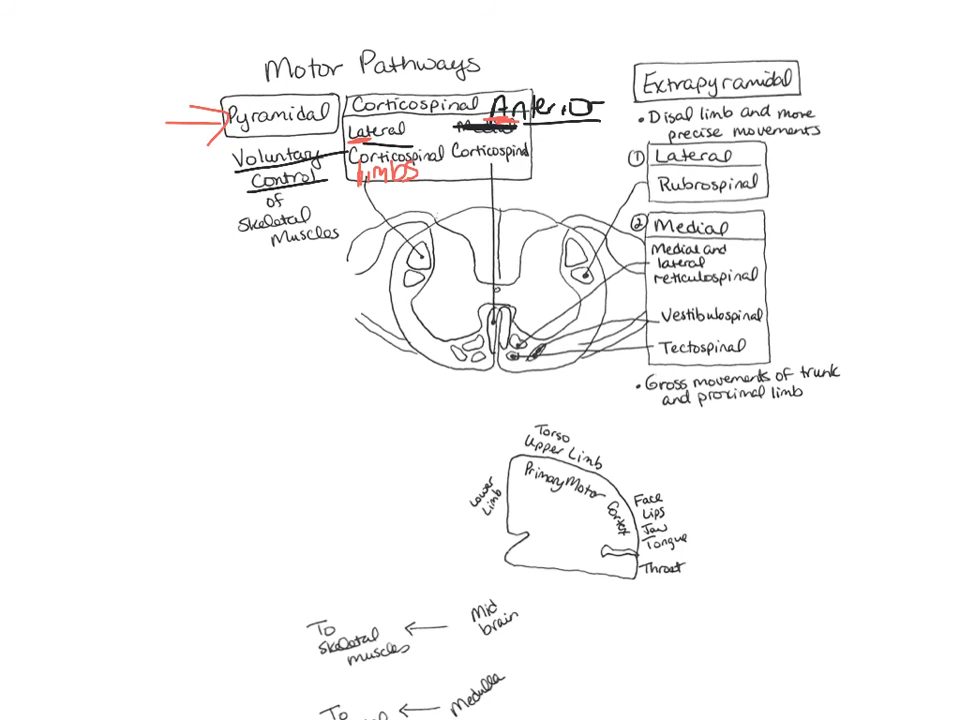 Motor Pathways
Pyramidal
Corticospinal
Anterior
Lateral
Corticospinal
Corticospinal
limbs
Voluntary
Control
of
Skeletal
Muscles
Extrapyramidal
• Disal limb and more
precise movements
① Lateral
Rubrospinal
② Medial
Medial and
lateral
reticulospinal
Vestibulospinal
Tectospinal
• Gross movements of trunk
and proximal limb
Torso
Upper Limb
Primary Motor
Cortex
Lower
Limb
Face
Lips
Jaw
Tongue
Throat
Mid
brain
To
skeletal
muscles
Medulla
To